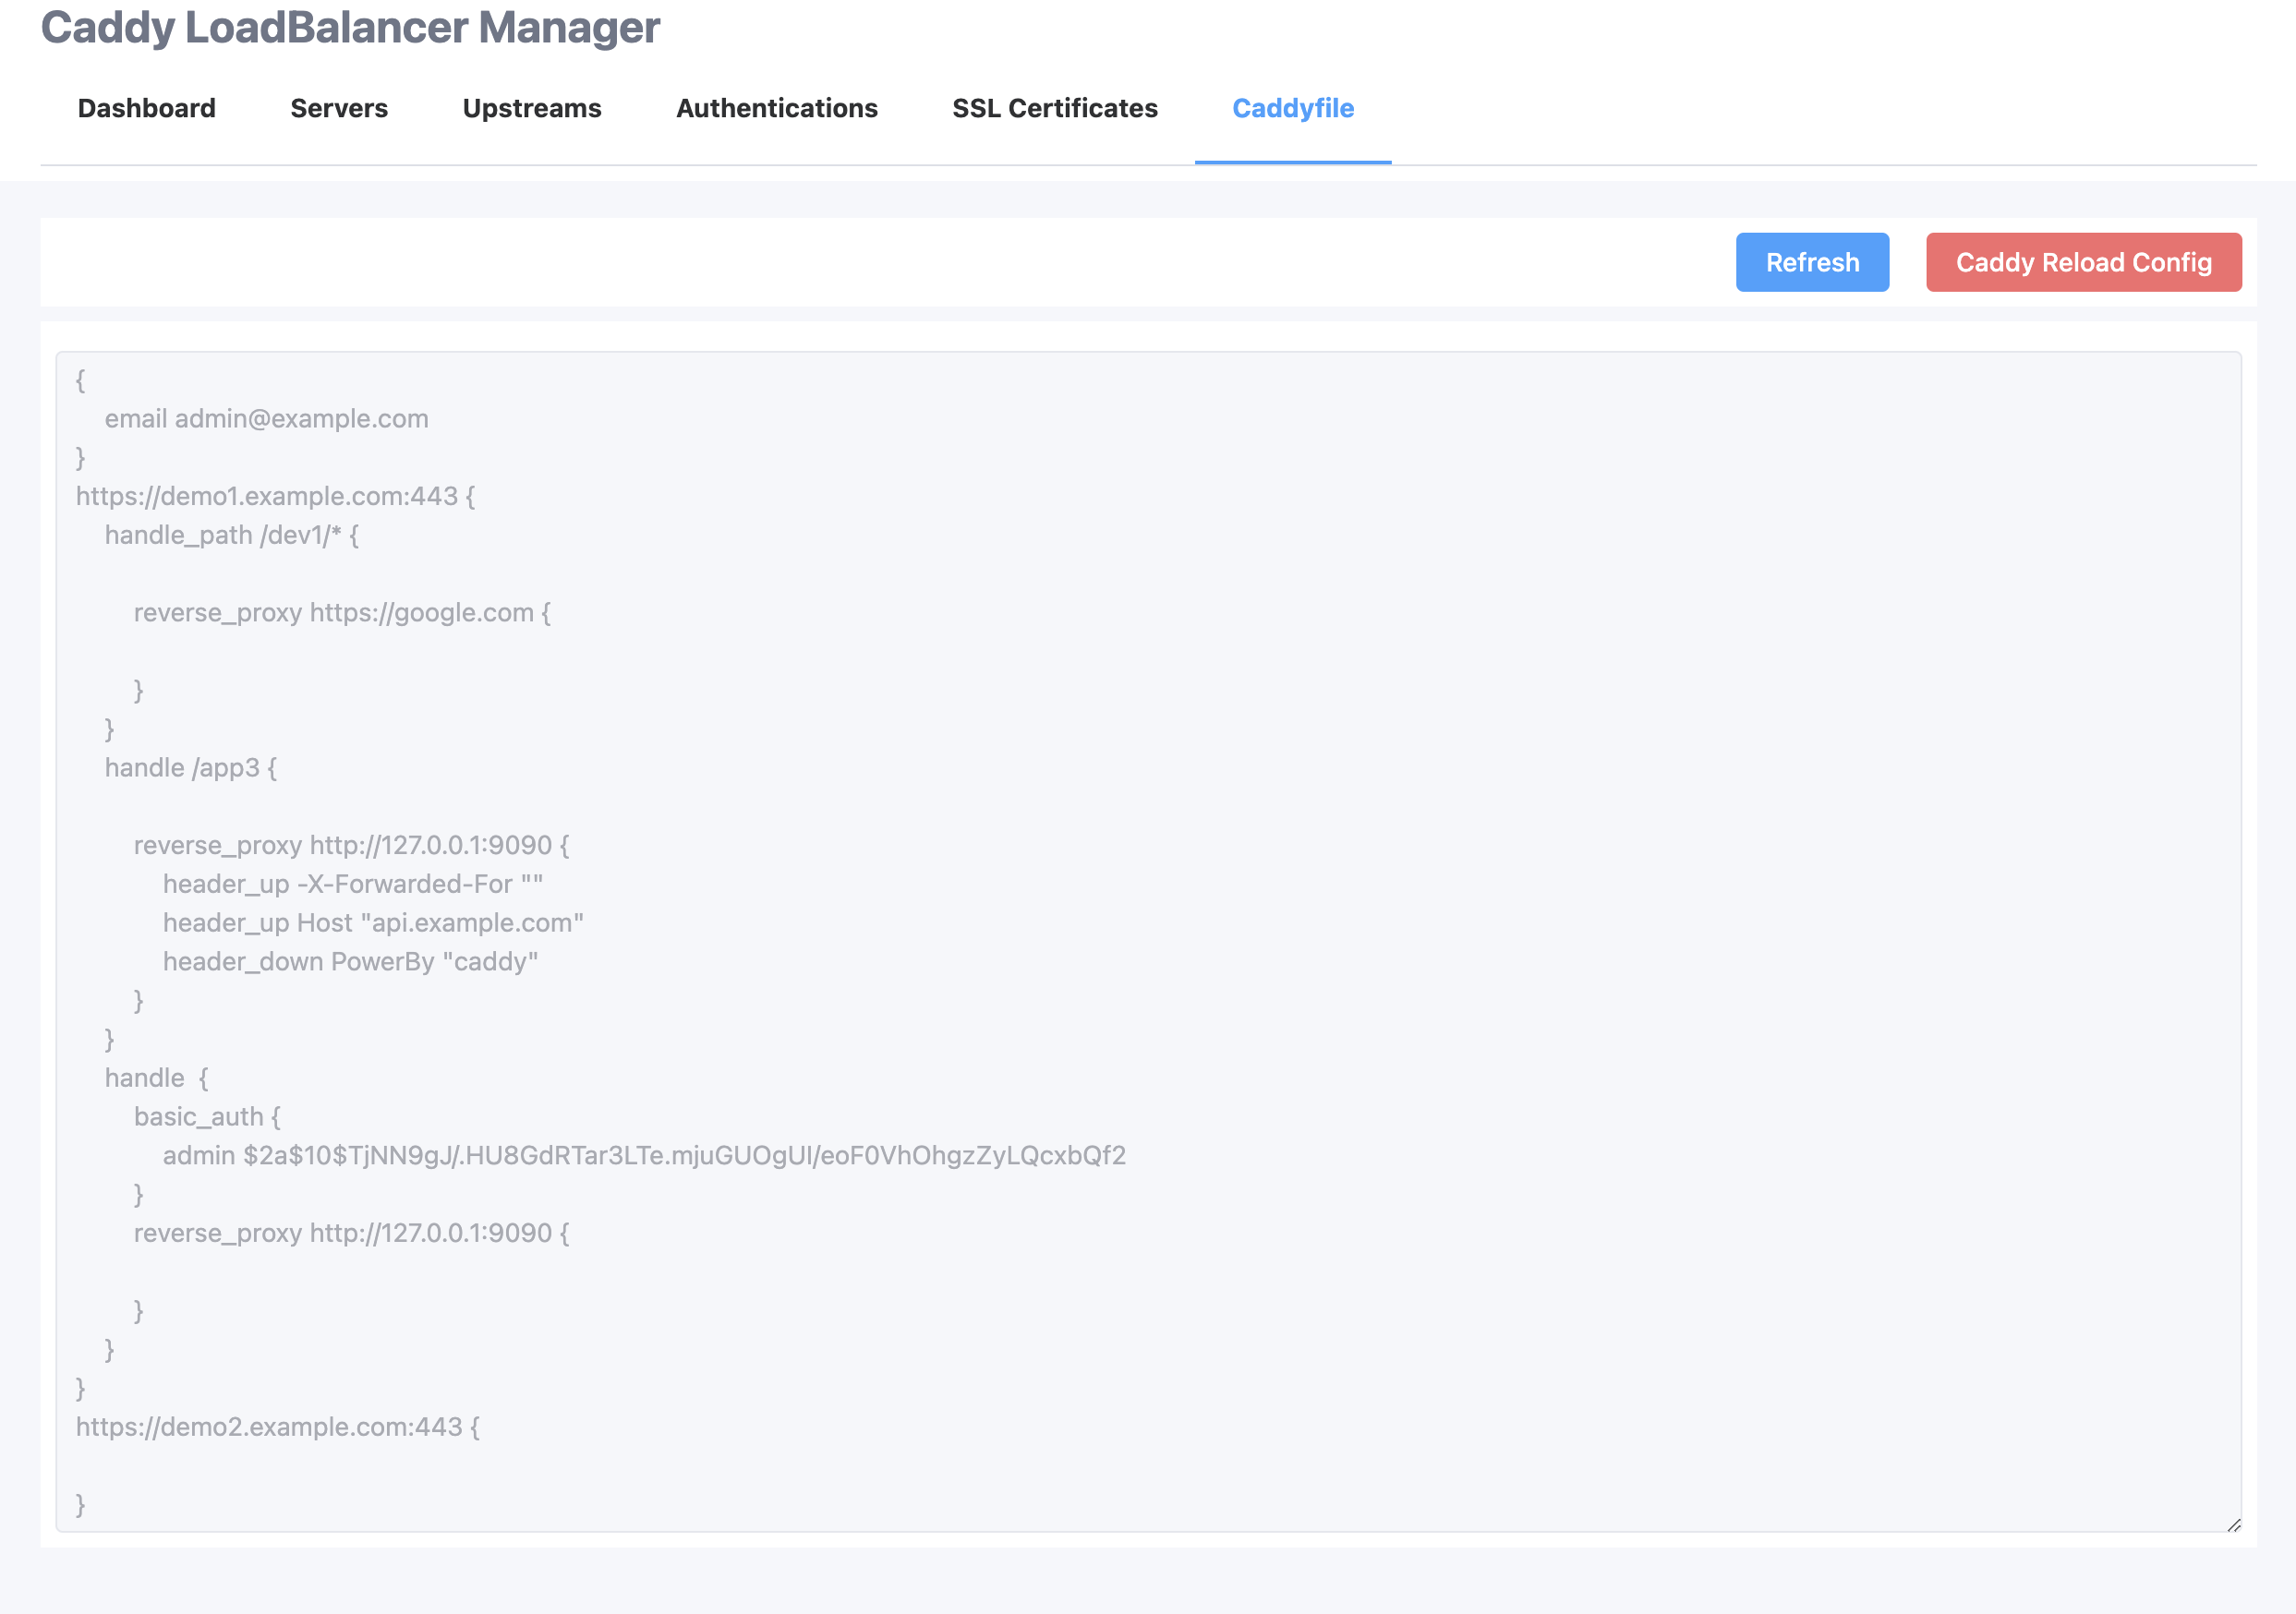 Caddy LoadBalancer Manager
Dashboard Servers Upstreams Authentications SSL Certificates Caddyfile
Refresh Caddy Reload Config
{
email admin@example.com
}
https://demo1.example.com:443 {
handle_path /dev1/* {
reverse_proxy https://google.com {
}
}
handle /app3 {
reverse_proxy http://127.0.0.1:9090 {
header_up -X-Forwarded-For ""
header_up Host "api.example.com"
header_down PowerBy "caddy"
}
}
handle {
basic_auth {
admin $2a$10$TjNN9gJ/.HU8GdRTar3LTe.mjuGUOgUI/eoF0VhOhgzZyLQcxbQf2
}
reverse_proxy http://127.0.0.1:9090 {
}
}
}
https://demo2.example.com:443 {
}